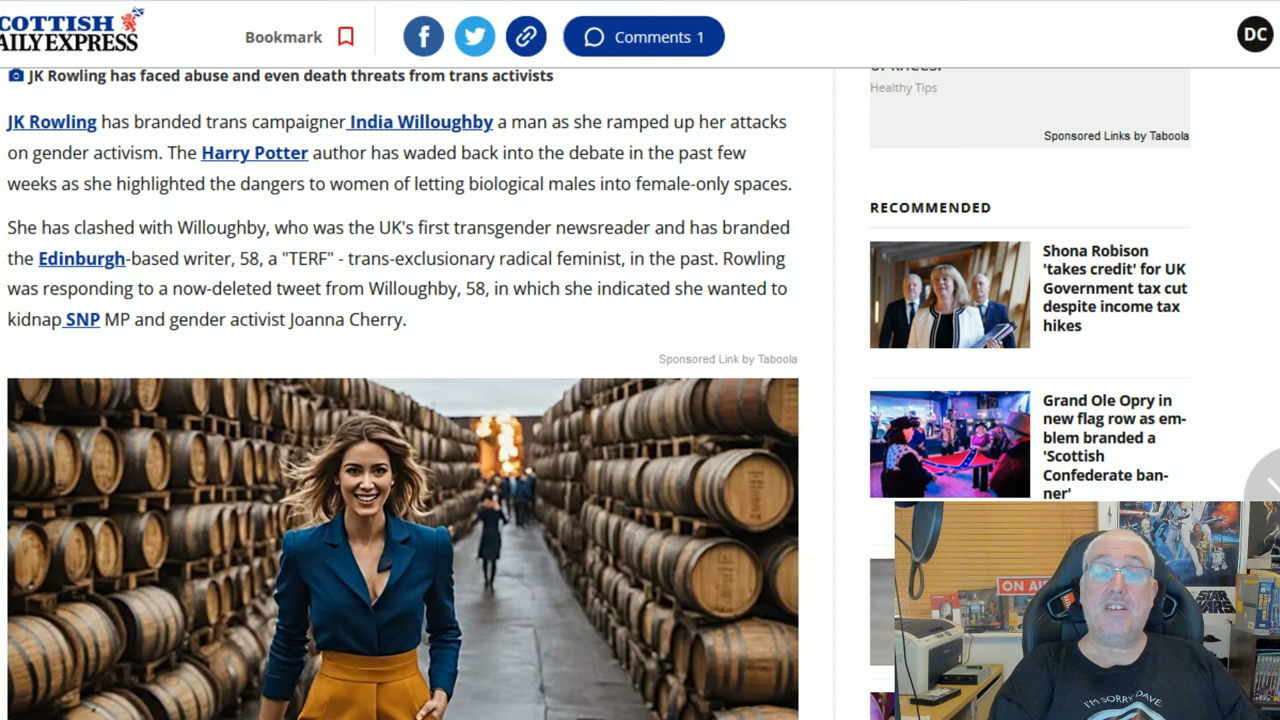 COTTISH
AILY EXPRESS
Bookmark
f
Comments 1
DC
JK Rowling has faced abuse and even death threats from trans activists
JK Rowling has branded trans campaigner India Willoughby a man as she ramped up her attacks
on gender activism. The Harry Potter author has waded back into the debate in the past few
weeks as she highlighted the dangers to women of letting biological males into female-only spaces.
She has clashed with Willoughby, who was the UK's first transgender newsreader and has branded
the Edinburgh-based writer, 58, a "TERF" - trans-exclusionary radical feminist, in the past. Rowling
was responding to a now-deleted tweet from Willoughby, 58, in which she indicated she wanted to
kidnap SNP MP and gender activist Joanna Cherry.
Sponsored Link by Taboola
Healthy Tips
Sponsored Links by Taboola
RECOMMENDED
Shona Robison
'takes credit' for UK
Government tax cut
despite income tax
hikes
Grand Ole Opry in
new flag row as em-
blem branded a
'Scottish
Confederate ban-
ner'
ON AI
STAR
WARS
I'M SORRY DAVE